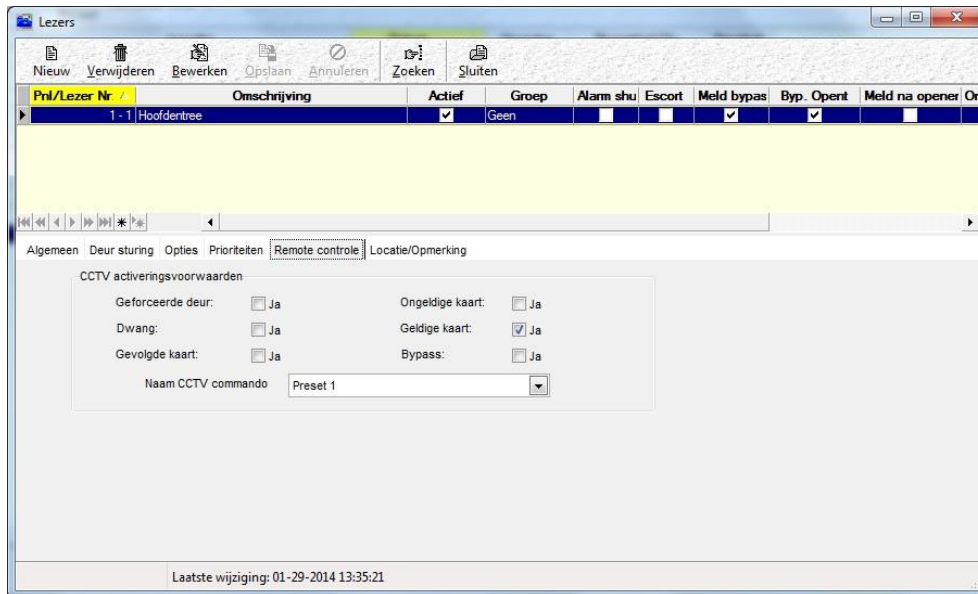 Lezers
Nieuw Verwijderen Bewerken Opslaan Annuleren Zoeken Sluiten
Pnl/Lezer Nr. Omschrijving Actief Groep Alarm shu Escort Meld bypas Byp. Opent Meld na opener Or
1 - 1 Hoofdentree Geen
Algemeen Deur sturing Opties Prioriteiten Remote controle Locatie/Opmerking
CCTV activeringsvoorwaarden
Geforceerde deur: Ja Ongeldige kaart: Ja
Dwang: Ja Geldige kaart: Ja
Gevolgde kaart: Ja Bypass: Ja
Naam CCTV commando Preset 1
Laatste wijziging: 01-29-2014 13:35:21